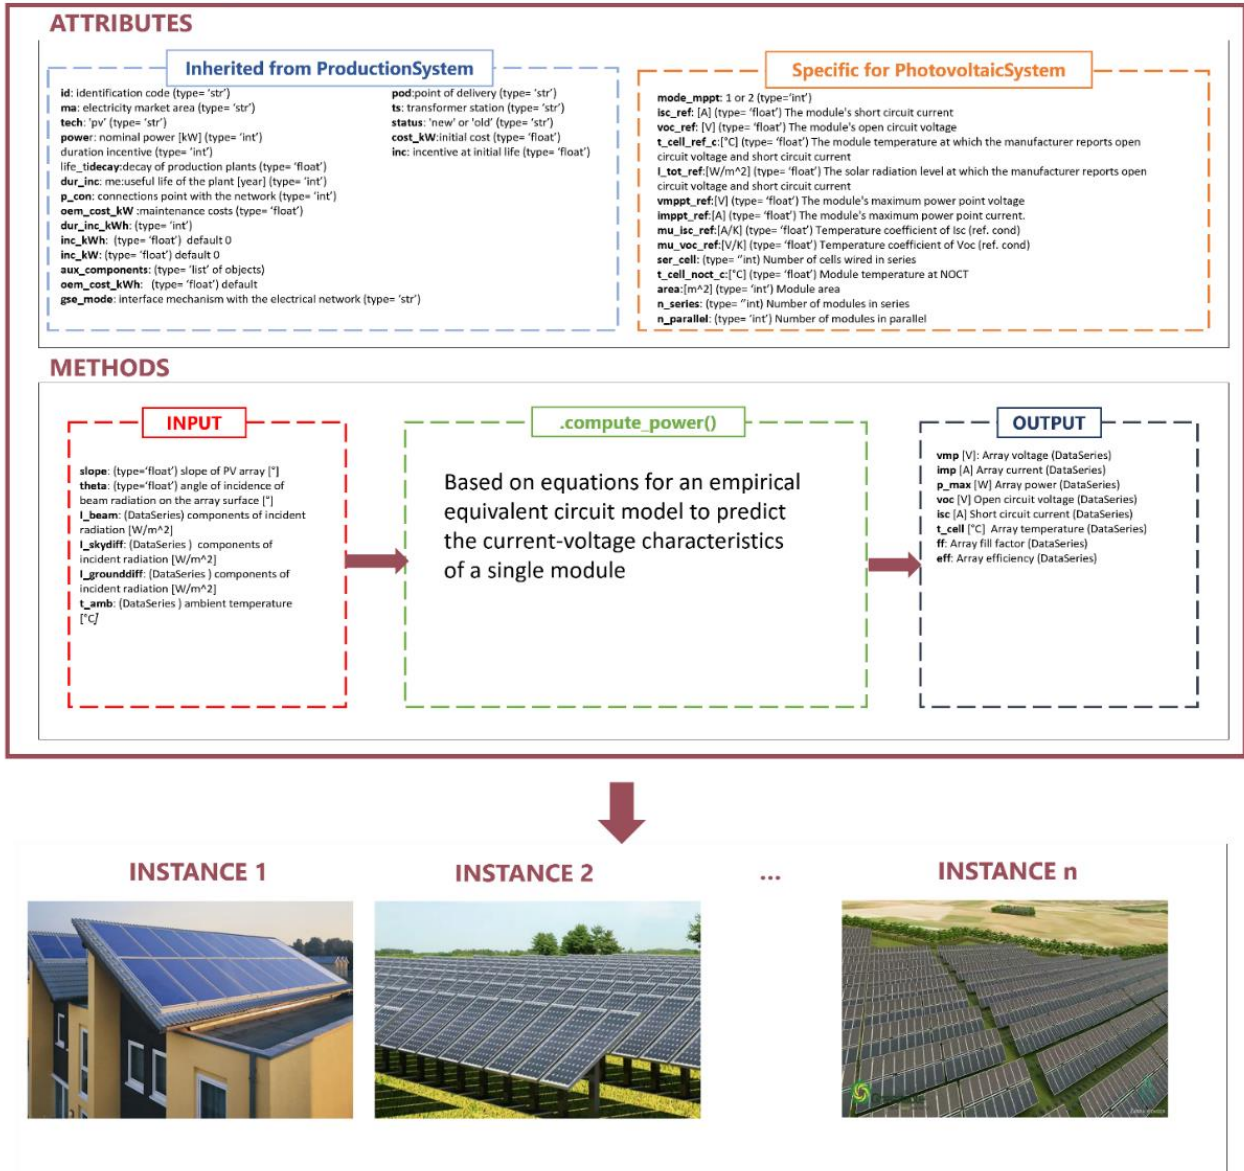 ATTRIBUTES
Inherited from ProductionSystem
id: identification code (type= 'str')
ma: electricity market area (type= 'str')
tech: 'pv' (type= 'str')
power: nominal power [kW] (type= 'int')
duration incentive (type= 'int')
life_tidecay:decay of production plants (type= 'float')
dur_inc: me:useful life of the plant [year] (type= 'int')
p_con: connections point with the network (type= 'int')
oem_cost_kW :maintenance costs (type= 'float')
dur_inc_kWh: (type= 'int')
inc_kWh: (type= 'float') default 0
inc_kW: (type= 'float') default 0
aux_components: (type= 'list' of objects)
oem_cost_kWh: (type= 'float') default
gse_mode: interface mechanism with the electrical network (type= 'str')
pod:point of delivery (type= 'str')
ts: transformer station (type= 'str')
status: 'new' or 'old' (type= 'str')
cost_kW:initial cost (type= 'float')
inc: incentive at initial life (type= 'float')
Specific for PhotovoltaicSystem
mode_mppt: 1 or 2 (type='int')
isc_ref: [A] (type= 'float') The module's short circuit current
voc_ref: [V] (type= 'float') The module's open circuit voltage
t_cell_ref_c:[°C] (type= 'float') The module temperature at which the manufacturer reports open
circuit voltage and short circuit current
I_tot_ref:[W/m^2] (type= 'float') The solar radiation level at which the manufacturer reports open
circuit voltage and short circuit current
vmppt_ref:[V] (type= 'float') The module's maximum power point voltage
imppt_ref:[A] (type= 'float') The module's maximum power point current.
mu_isc_ref:[A/K] (type= 'float') Temperature coefficient of Isc (ref. cond)
mu_voc_ref:[V/K] (type= 'float') Temperature coefficient of Voc (ref. cond)
ser_cell: (type= ''int) Number of cells wired in series
t_cell_noct_c:[°C] (type= 'float') Module temperature at NOCT
area:[m^2] (type= 'int') Module area
n_series: (type= ''int) Number of modules in series
n_parallel: (type= 'int') Number of modules in parallel
METHODS
INPUT
slope: (type='float') slope of PV array [°]
theta: (type='float') angle of incidence of
beam radiation on the array surface [°]
I_beam: (DataSeries) components of incident
radiation [W/m^2]
I_skydiff: (DataSeries ) components of
incident radiation [W/m^2]
I_grounddiff: (DataSeries ) components of
incident radiation [W/m^2]
t_amb: (DataSeries ) ambient temperature
[°C]
.compute_power()
Based on equations for an empirical
equivalent circuit model to predict
the current-voltage characteristics
of a single module
OUTPUT
vmp [V]: Array voltage (DataSeries)
imp [A] Array current (DataSeries)
p_max [W] Array power (DataSeries)
voc [V] Open circuit voltage (DataSeries)
isc [A] Short circuit current (DataSeries)
t_cell [°C] Array temperature (DataSeries)
ff: Array fill factor (DataSeries)
eff: Array efficiency (DataSeries)
INSTANCE 1
INSTANCE 2
...
INSTANCE n